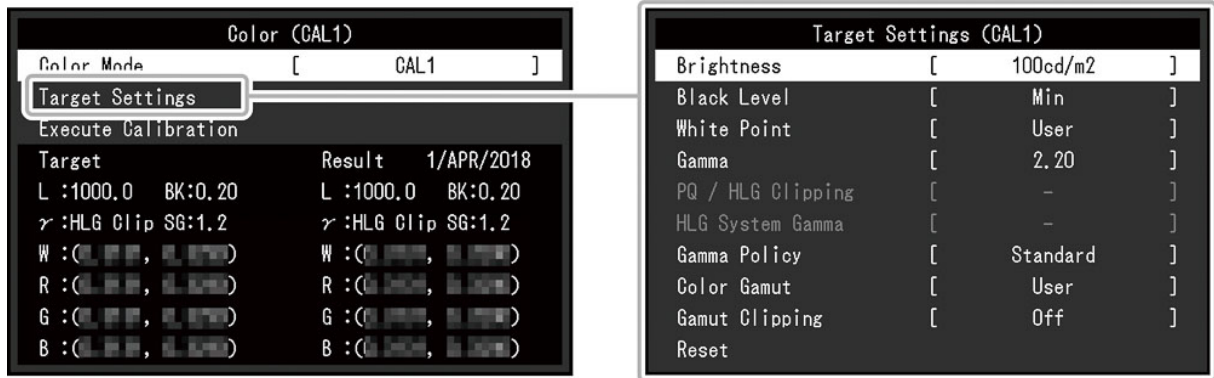 Color (CAL1)
Color Mode [ CAL1 ]
Target Settings
Execute Calibration
Target Result 1/APR/2018
L :1000.0 BK:0.20 L :1000.0 BK:0.20
γ :HLG Clip SG:1.2 γ :HLG Clip SG:1.2
W :( , ) W :( , )
R :( , ) R :( , )
G :( , ) G :( , )
B :( , ) B :( , )
Target Settings (CAL1)
Brightness [ 100cd/m2 ]
Black Level [ Min ]
White Point [ User ]
Gamma [ 2.20 ]
PQ / HLG Clipping [ - ]
HLG System Gamma [ - ]
Gamma Policy [ Standard ]
Color Gamut [ User ]
Gamut Clipping [ Off ]
Reset